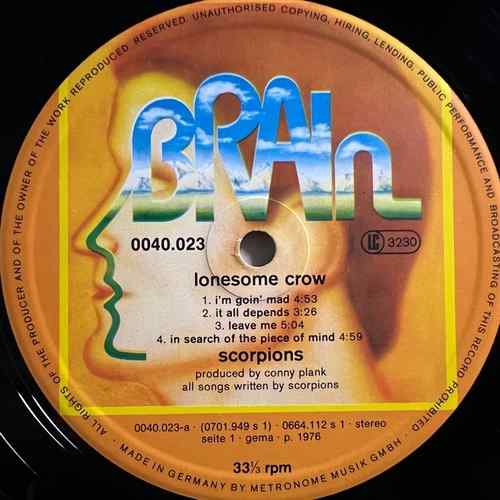 ALL RIGHTS OF THE PRODUCER AND OF THE OWNER OF THE WORK REPRODUCED RESERVED. UNAUTHORISED COPYING, HIRING, LENDING, PUBLIC PERFORMANCE AND BROADCASTING OF THIS RECORD PROHIBITED
BRAIN
0040.023
LC 3230
lonesome crow
1. i'm goin' mad 4:53
2. it all depends 3:26
3. leave me 5:04
4. in search of the piece of mind 4:59
scorpions
produced by conny plank
all songs written by scorpions
0040.023-a · (0701.949 s 1) · 0664.112 s 1 · stereo
seite 1 · gema · p. 1976
33⅓ rpm
· MADE IN GERMANY BY METRONOME MUSIK GMBH ·